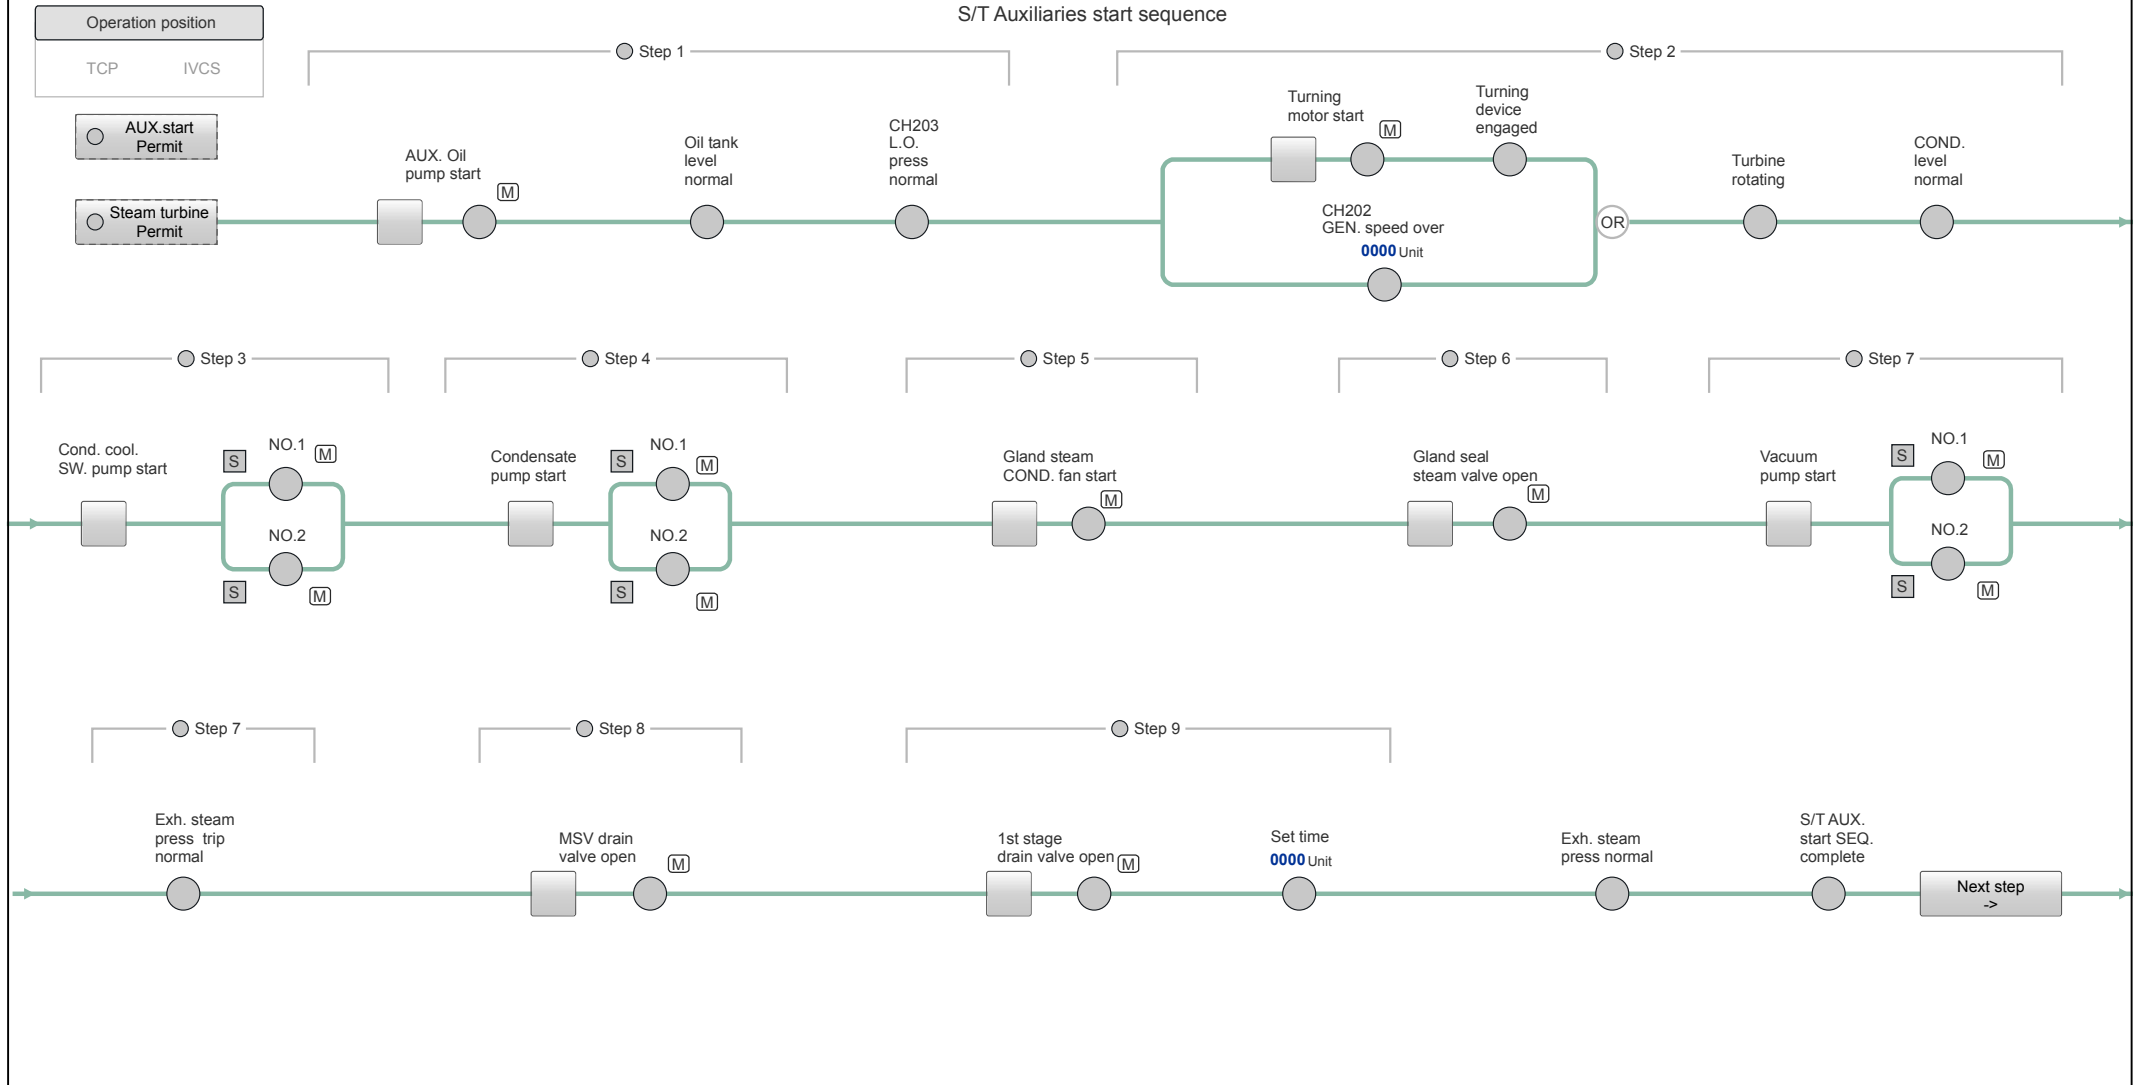 S/T Auxiliaries start sequence
Operation position
TCP IVCS
Step 1
Step 2
AUX.start
Permit
Steam turbine
Permit
AUX. Oil
pump start
M
Oil tank
level
normal
CH203
L.O.
press
normal
Turning
motor start
M
Turning
device
engaged
CH202
GEN. speed over
0000 Unit
OR
Turbine
rotating
COND.
level
normal
Step 3
Step 4
Step 5
Step 6
Step 7
Cond. cool.
SW. pump start
S
NO.1
M
NO.2
S
M
Condensate
pump start
S
NO.1
M
NO.2
S
M
Gland steam
COND. fan start
M
Gland seal
steam valve open
M
Vacuum
pump start
S
NO.1
M
NO.2
S
M
Step 7
Step 8
Step 9
Exh. steam
press trip
normal
MSV drain
valve open
M
1st stage
drain valve open
M
Set time
0000 Unit
Exh. steam
press normal
S/T AUX.
start SEQ.
complete
Next step
->